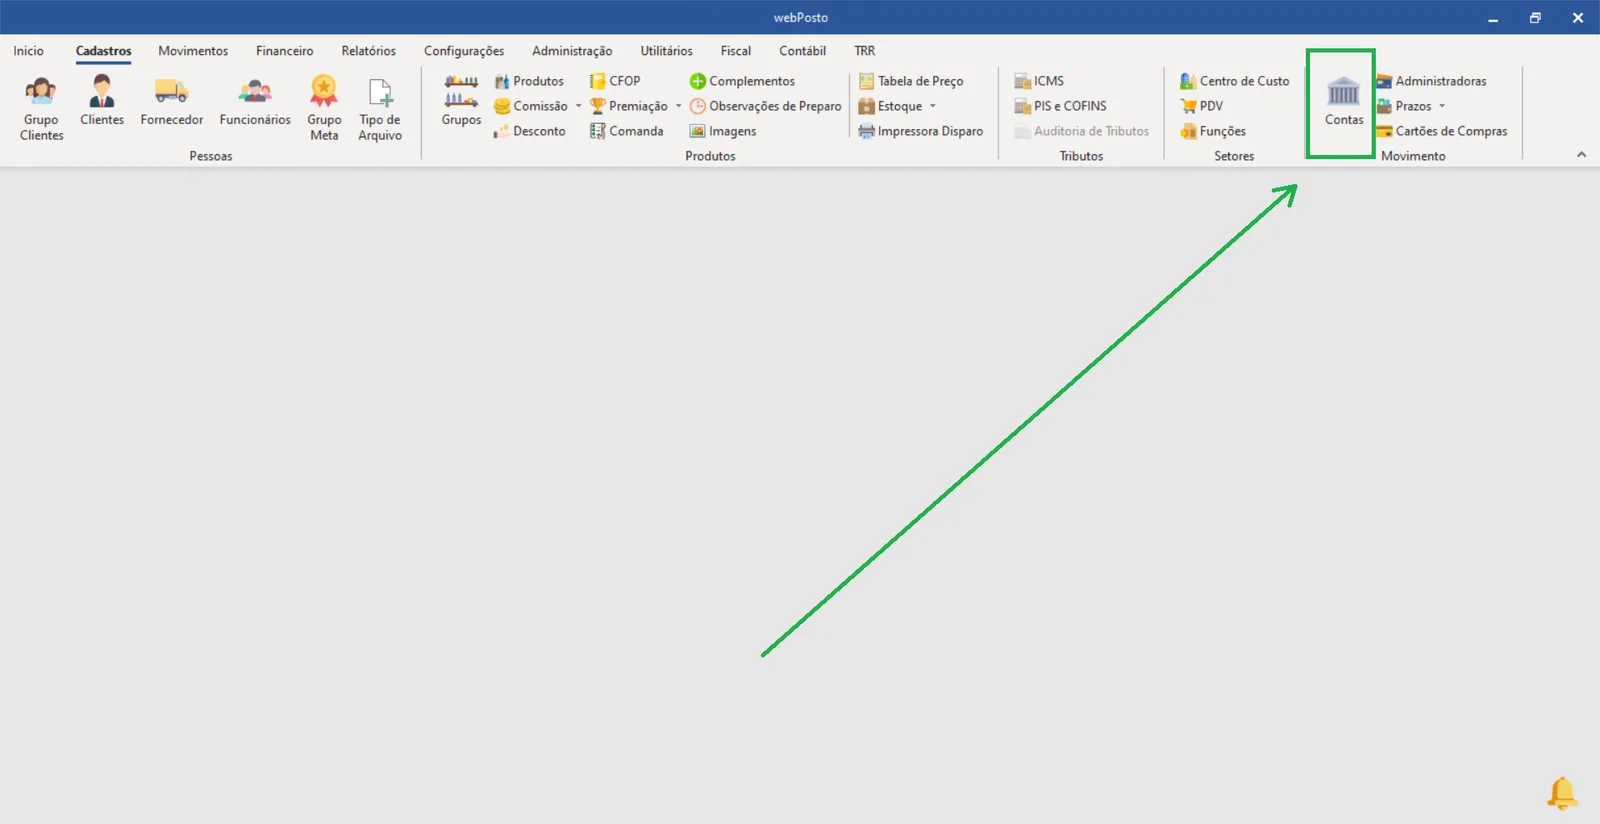 webPosto
Inicio Cadastros Movimentos Financeiro Relatórios Configurações Administração Utilitários Fiscal Contábil TRR
Grupo Clientes
Clientes
Fornecedor
Funcionários
Grupo Meta
Tipo de Arquivo
Pessoas
Grupos
Produtos
Comissão
Desconto
CFOP
Premiação
Comanda
Complementos
Observações de Preparo
Imagens
Tabela de Preço
Estoque
Impressora Disparo
Produtos
ICMS
PIS e COFINS
Auditoria de Tributos
Tributos
Centro de Custo
PDV
Funções
Setores
Contas
Administradoras
Prazos
Cartões de Compras
Movimento